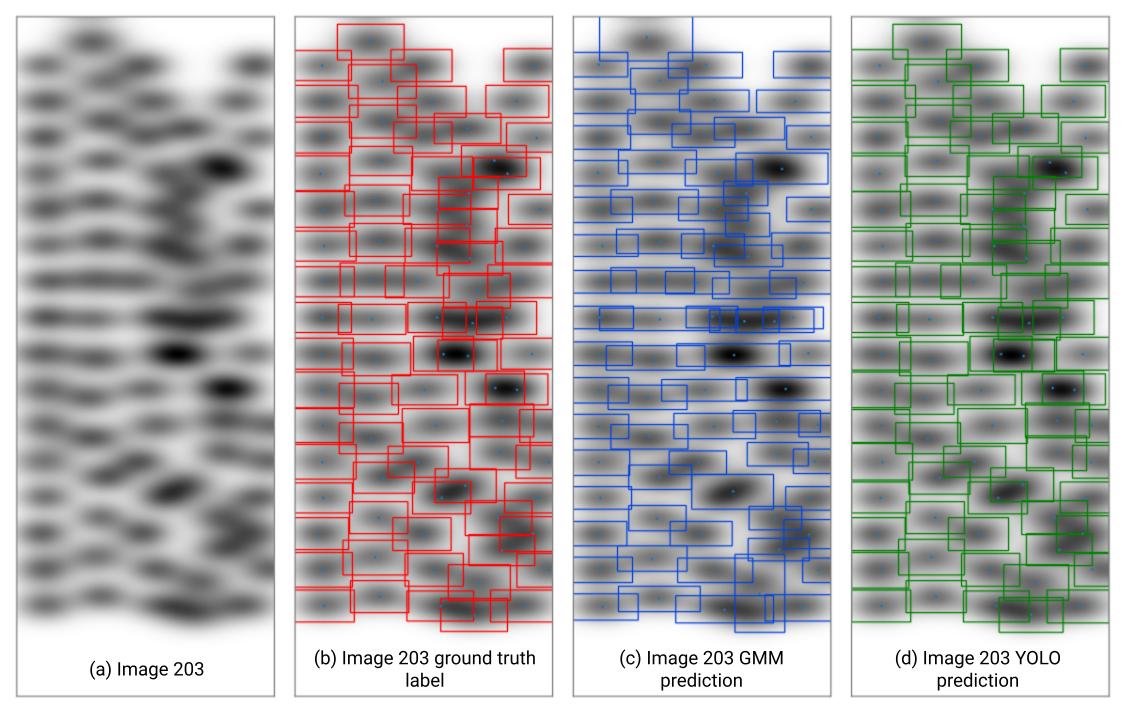 (a) Image 203
(b) Image 203 ground truth
label
(c) Image 203 GMM
prediction
(d) Image 203 YOLO
prediction